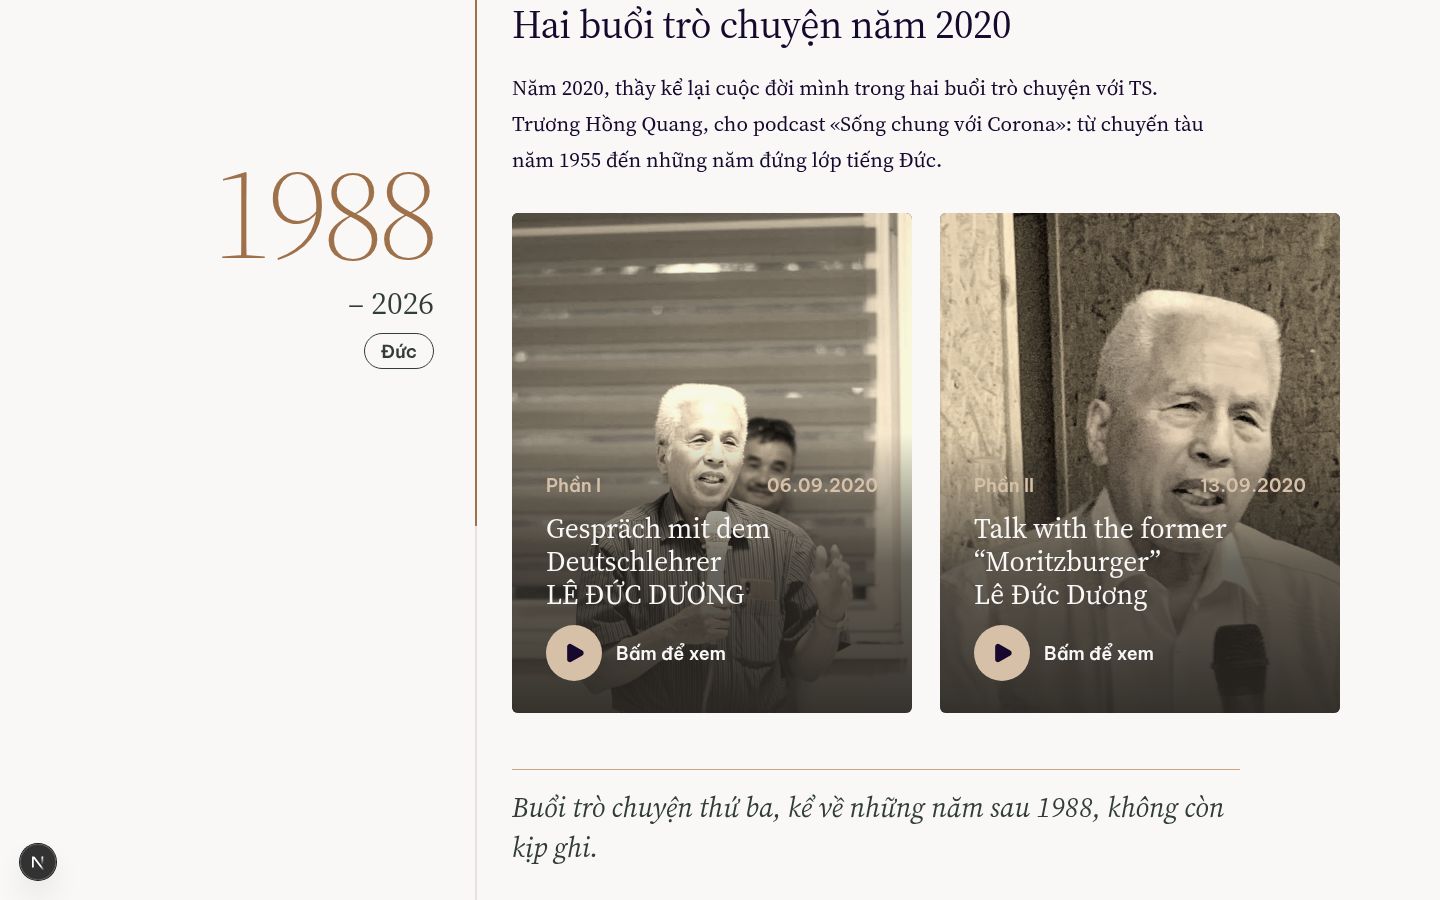 Hai buổi trò chuyện năm 2020
Năm 2020, thầy kể lại cuộc đời mình trong hai buổi trò chuyện với TS.
Trương Hồng Quang, cho podcast «Sống chung với Corona»: từ chuyến tàu
năm 1955 đến những năm đứng lớp tiếng Đức.
1988
– 2026
Đức
Phần I
06.09.2020
Gespräch mit dem
Deutschlehrer
LÊ ĐỨC DƯƠNG
Bấm để xem
Phần II
13.09.2020
Talk with the former
“Moritzburger”
Lê Đức Dương
Bấm để xem
Buổi trò chuyện thứ ba, kể về những năm sau 1988, không còn
kịp ghi.
N